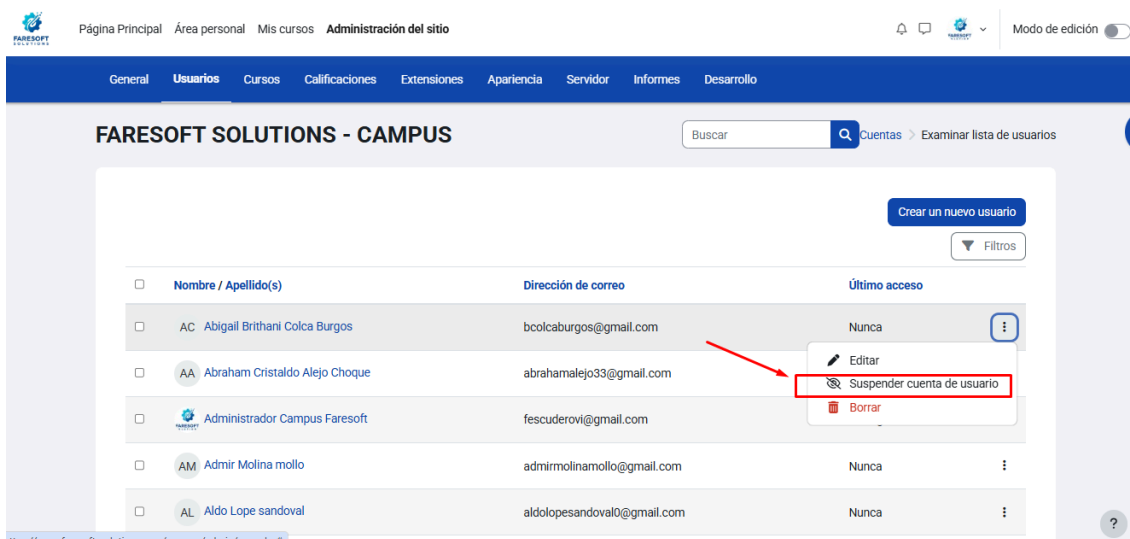 FARESOFT
SOLUTIONS
Página Principal Área personal Mis cursos Administración del sitio
Modo de edición
General Usuarios Cursos Calificaciones Extensiones Apariencia Servidor Informes Desarrollo
FARESOFT SOLUTIONS - CAMPUS
Buscar
Cuentas > Examinar lista de usuarios
Crear un nuevo usuario
Filtros
Nombre / Apellido(s) Dirección de correo Último acceso
AC Abigail Brithani Colca Burgos bcolcaburgos@gmail.com Nunca
Editar
AA Abraham Cristaldo Alejo Choque abrahamalejo33@gmail.com
Suspender cuenta de usuario
Borrar
Administrador Campus Faresoft fescuderovi@gmail.com
AM Admir Molina mollo admirmolinamollo@gmail.com Nunca
AL Aldo Lope sandoval aldolopesandoval0@gmail.com Nunca
?